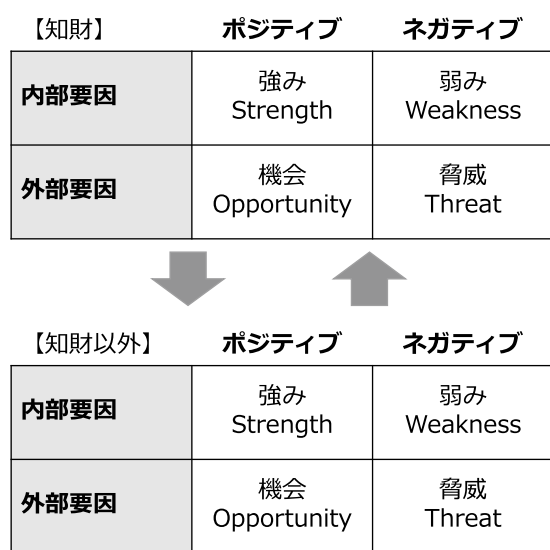 【知財】 ポジティブ ネガティブ
内部要因
強み
Strength
弱み
Weakness
外部要因
機会
Opportunity
脅威
Threat
【知財以外】 ポジティブ ネガティブ
内部要因
強み
Strength
弱み
Weakness
外部要因
機会
Opportunity
脅威
Threat